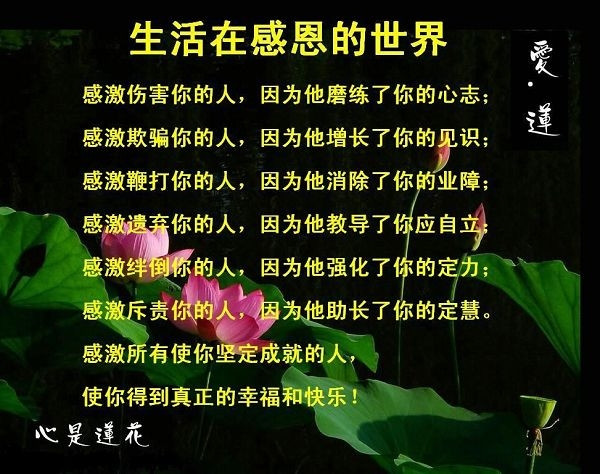 生活在感恩的世界
愛·蓮
感激伤害你的人，因为他磨练了你的心志；
感激欺骗你的人，因为他增长了你的见识；
感激鞭打你的人，因为他消除了你的业障；
感激遗弃你的人，因为他教导了你应自立；
感激绊倒你的人，因为他强化了你的定力；
感激斥责你的人，因为他助长了你的定慧。
感激所有使你坚定成就的人，
使你得到真正的幸福和快乐！
心是蓮花